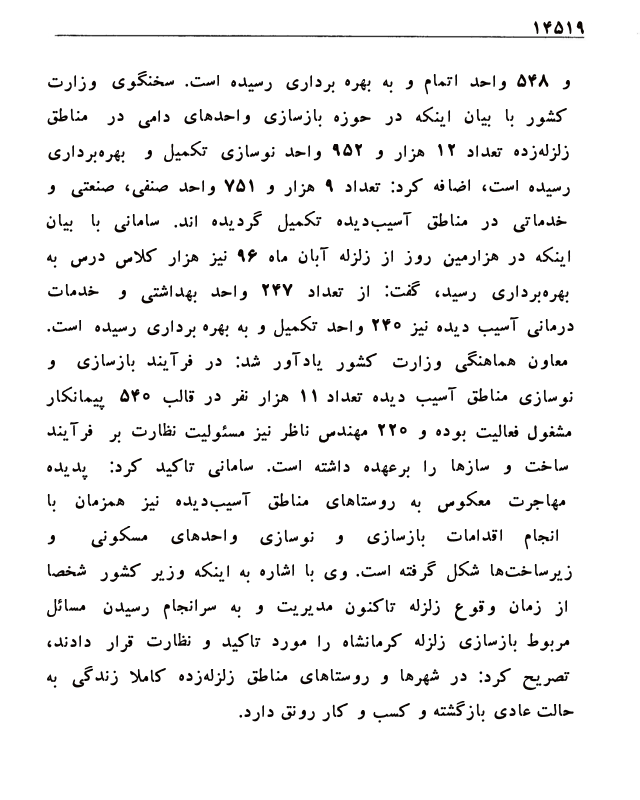 ۱۴۵۱۹
و ۵۴۸ واحد اتمام و به بهره برداری رسیده است. سخنگوی وزارت
کشور با بیان اینکه در حوزه بازسازی واحدهای دامی در مناطق
زلزله‌زده تعداد ۱۲ هزار و ۹۵۲ واحد نوسازی تکمیل و بهره‌برداری
رسیده است، اضافه کرد: تعداد ۹ هزار و ۷۵۱ واحد صنفی، صنعتی و
خدماتی در مناطق آسیب‌دیده تکمیل گردیده اند. سامانی با بیان
اینکه در هزارمین روز از زلزله آبان ماه ۹۶ نیز هزار کلاس درس به
بهره‌برداری رسید، گفت: از تعداد ۲۴۷ واحد بهداشتی و خدمات
درمانی آسیب دیده نیز ۲۴۰ واحد تکمیل و به بهره برداری رسیده است.
معاون هماهنگی وزارت کشور یادآور شد: در فرآیند بازسازی و
نوسازی مناطق آسیب دیده تعداد ۱۱ هزار نفر در قالب ۵۴۰ پیمانکار
مشغول فعالیت بوده و ۲۲۰ مهندس ناظر نیز مسئولیت نظارت بر فرآیند
ساخت و سازها را برعهده داشته است. سامانی تاکید کرد: پدیده
مهاجرت معکوس به روستاهای مناطق آسیب‌دیده نیز همزمان با
انجام اقدامات بازسازی و نوسازی واحدهای مسکونی و
زیرساخت‌ها شکل گرفته است. وی با اشاره به اینکه وزیر کشور شخصا
از زمان وقوع زلزله تاکنون مدیریت و به سرانجام رسیدن مسائل
مربوط بازسازی زلزله کرمانشاه را مورد تاکید و نظارت قرار دادند،
تصریح کرد: در شهرها و روستاهای مناطق زلزله‌زده کاملا زندگی به
حالت عادی بازگشته و کسب و کار رونق دارد.